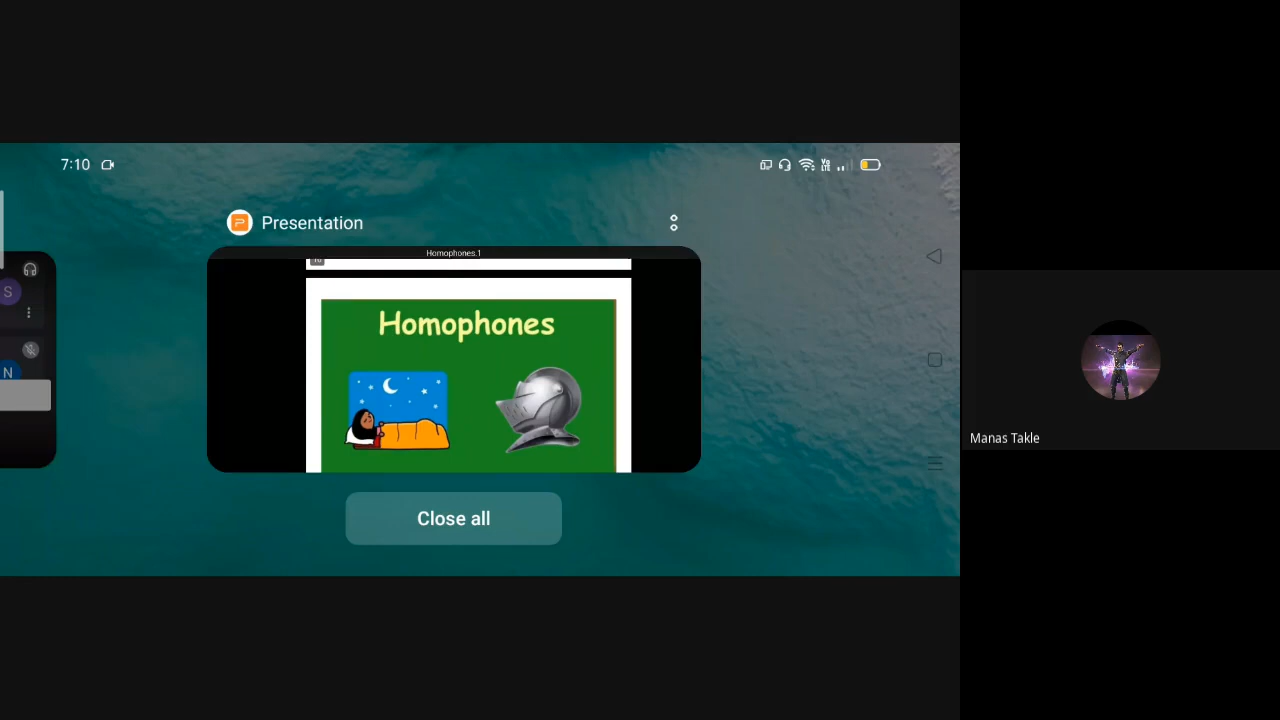 7:10
Presentation
Homophones.1
Homophones
S
N
Close all
Manas Takle